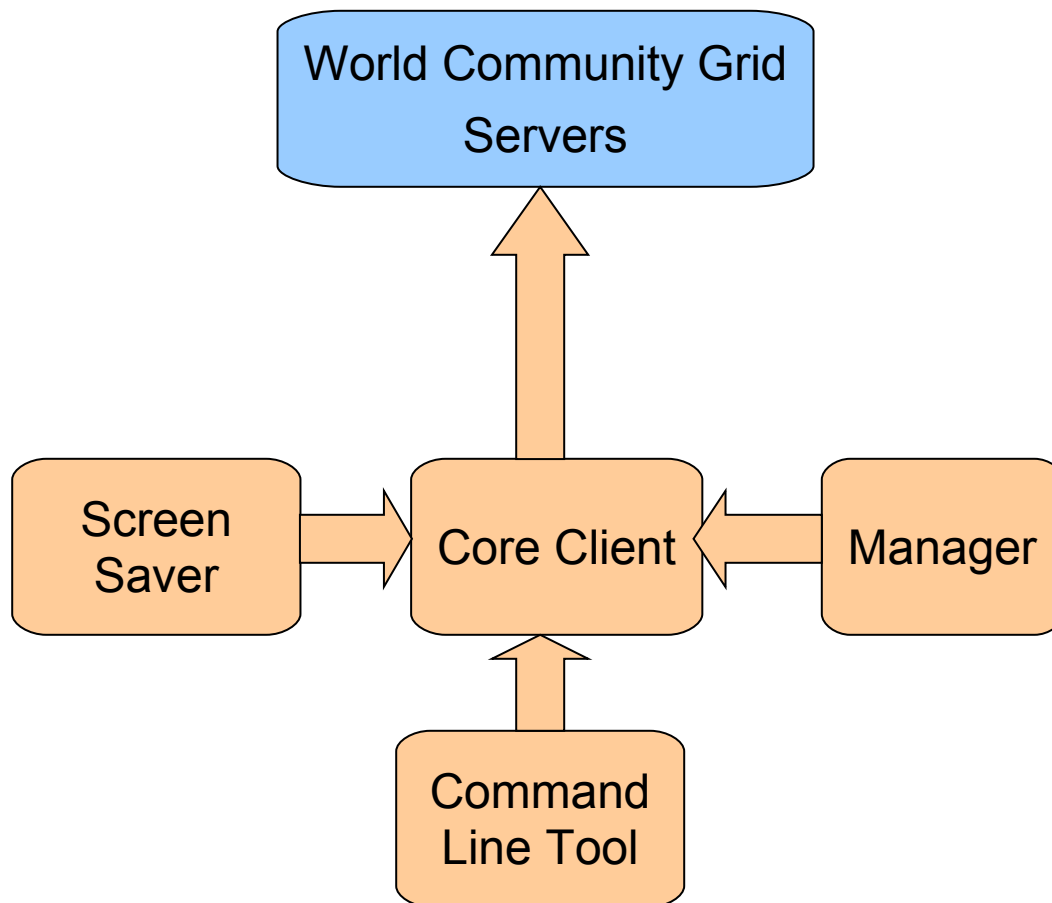 World Community Grid
Servers
Screen
Saver
Core Client
Manager
Command
Line Tool